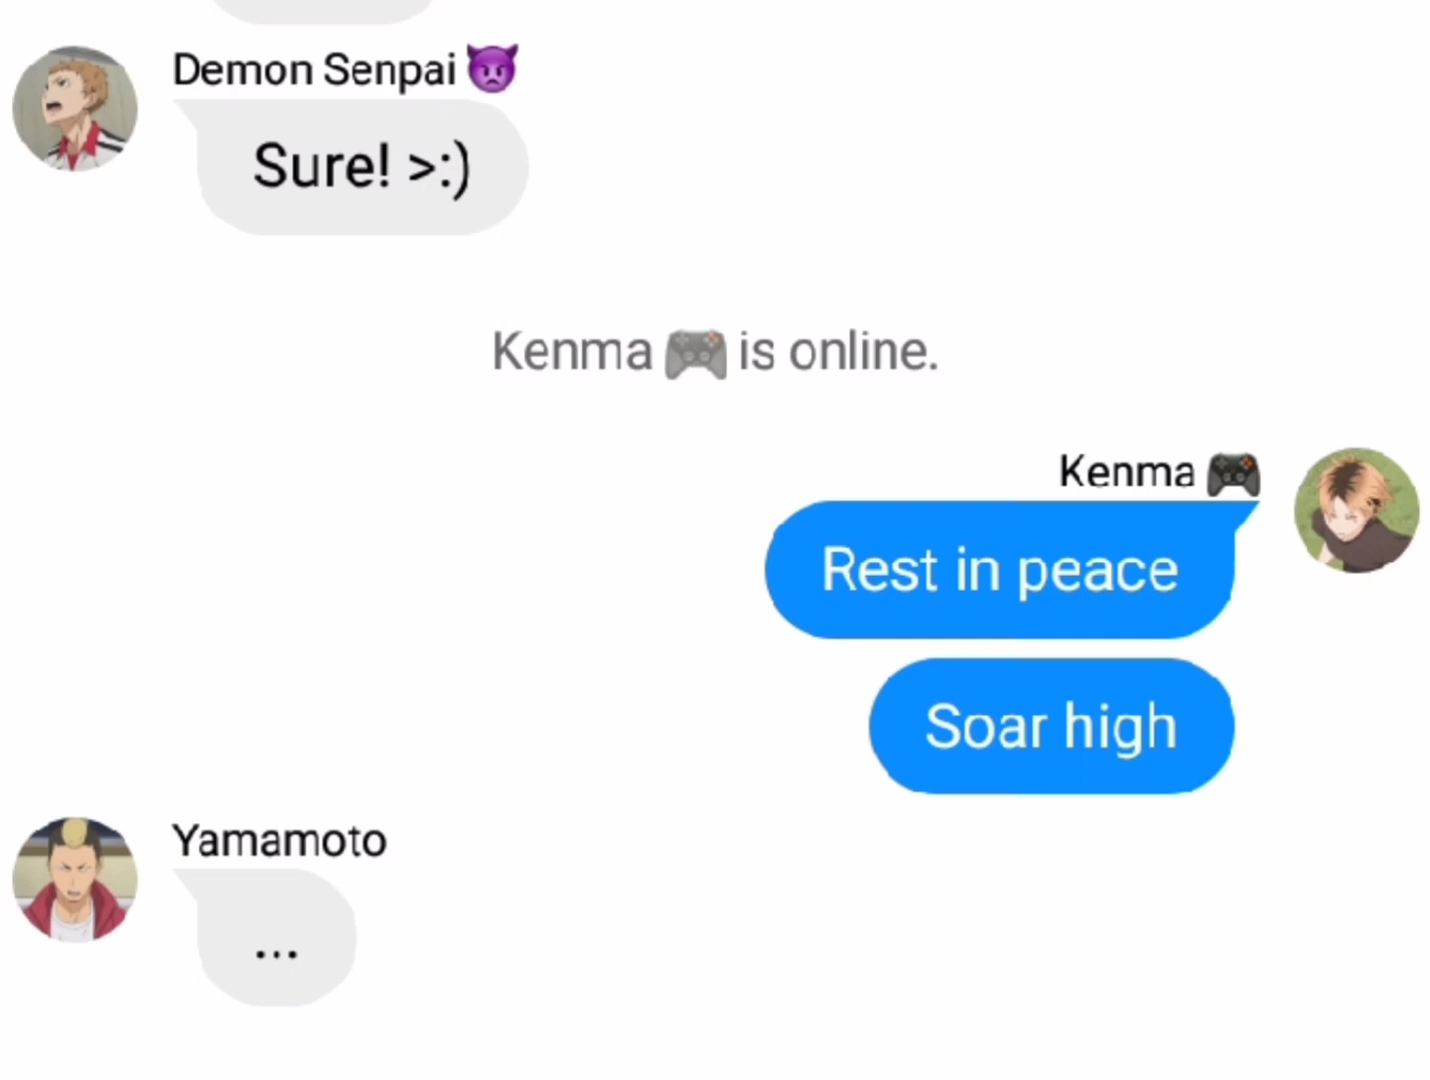 Demon Senpai 👿
Sure! >:)
Kenma 🎮 is online.
Kenma 🎮
Rest in peace
Soar high
Yamamoto
...